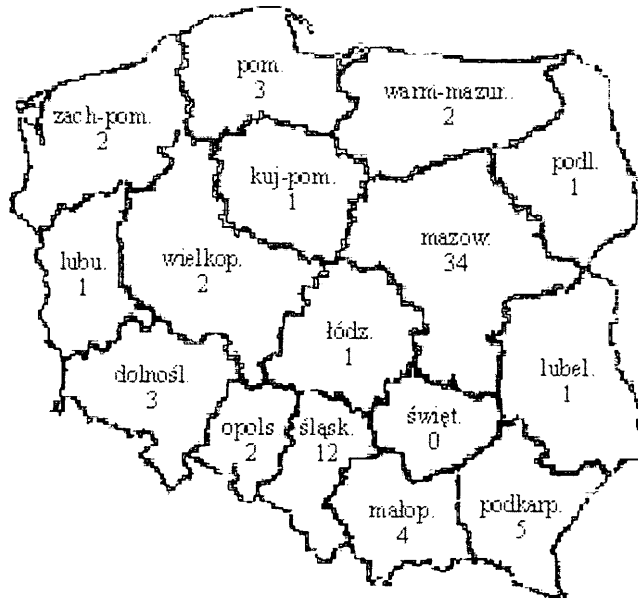 pom.
3
warm-mazur..
2
zach-pom.
2
podl.
1
kuj-pom.
1
mazow.
34
lubu.
1
wielkop.
2
łódz.
1
lubel.
1
dolnośl.
3
opols
2
śląsk.
12
święt.
0
małop.
4
podkarp.
5